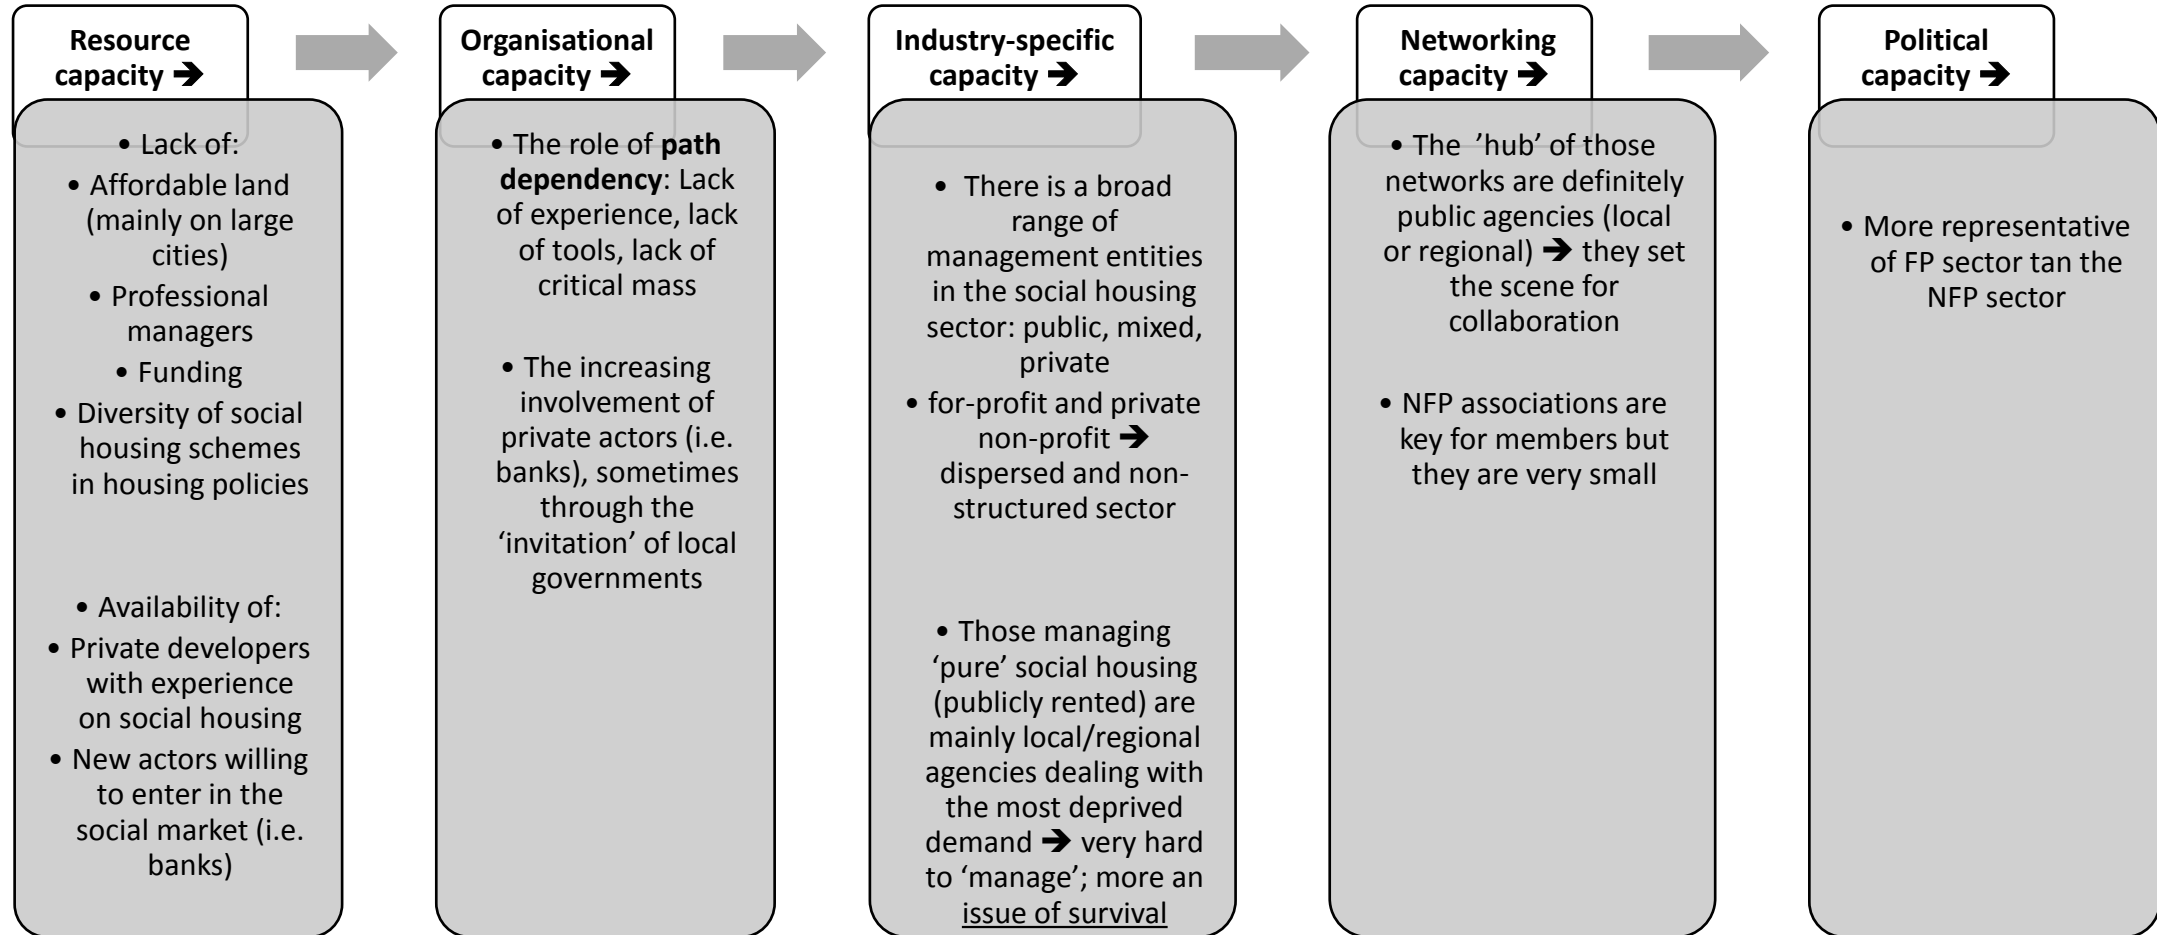 Resource
capacity ➔
• Lack of:
• Affordable land
(mainly on large
cities)
• Professional
managers
• Funding
• Diversity of social
housing schemes
in housing policies
• Availability of:
• Private developers
with experience
on social housing
• New actors willing
to enter in the
social market (i.e.
banks)
Organisational
capacity ➔
• The role of path
dependency: Lack
of experience, lack
of tools, lack of
critical mass
• The increasing
involvement of
private actors (i.e.
banks), sometimes
through the
‘invitation’ of local
governments
Industry-specific
capacity ➔
• There is a broad
range of
management entities
in the social housing
sector: public, mixed,
private
• for-profit and private
non-profit ➔
dispersed and non-
structured sector
• Those managing
‘pure’ social housing
(publicly rented) are
mainly local/regional
agencies dealing with
the most deprived
demand ➔ very hard
to ‘manage’; more an
issue of survival
Networking
capacity ➔
• The ’hub’ of those
networks are definitely
public agencies (local
or regional) ➔ they set
the scene for
collaboration
• NFP associations are
key for members but
they are very small
Political
capacity ➔
• More representative
of FP sector tan the
NFP sector